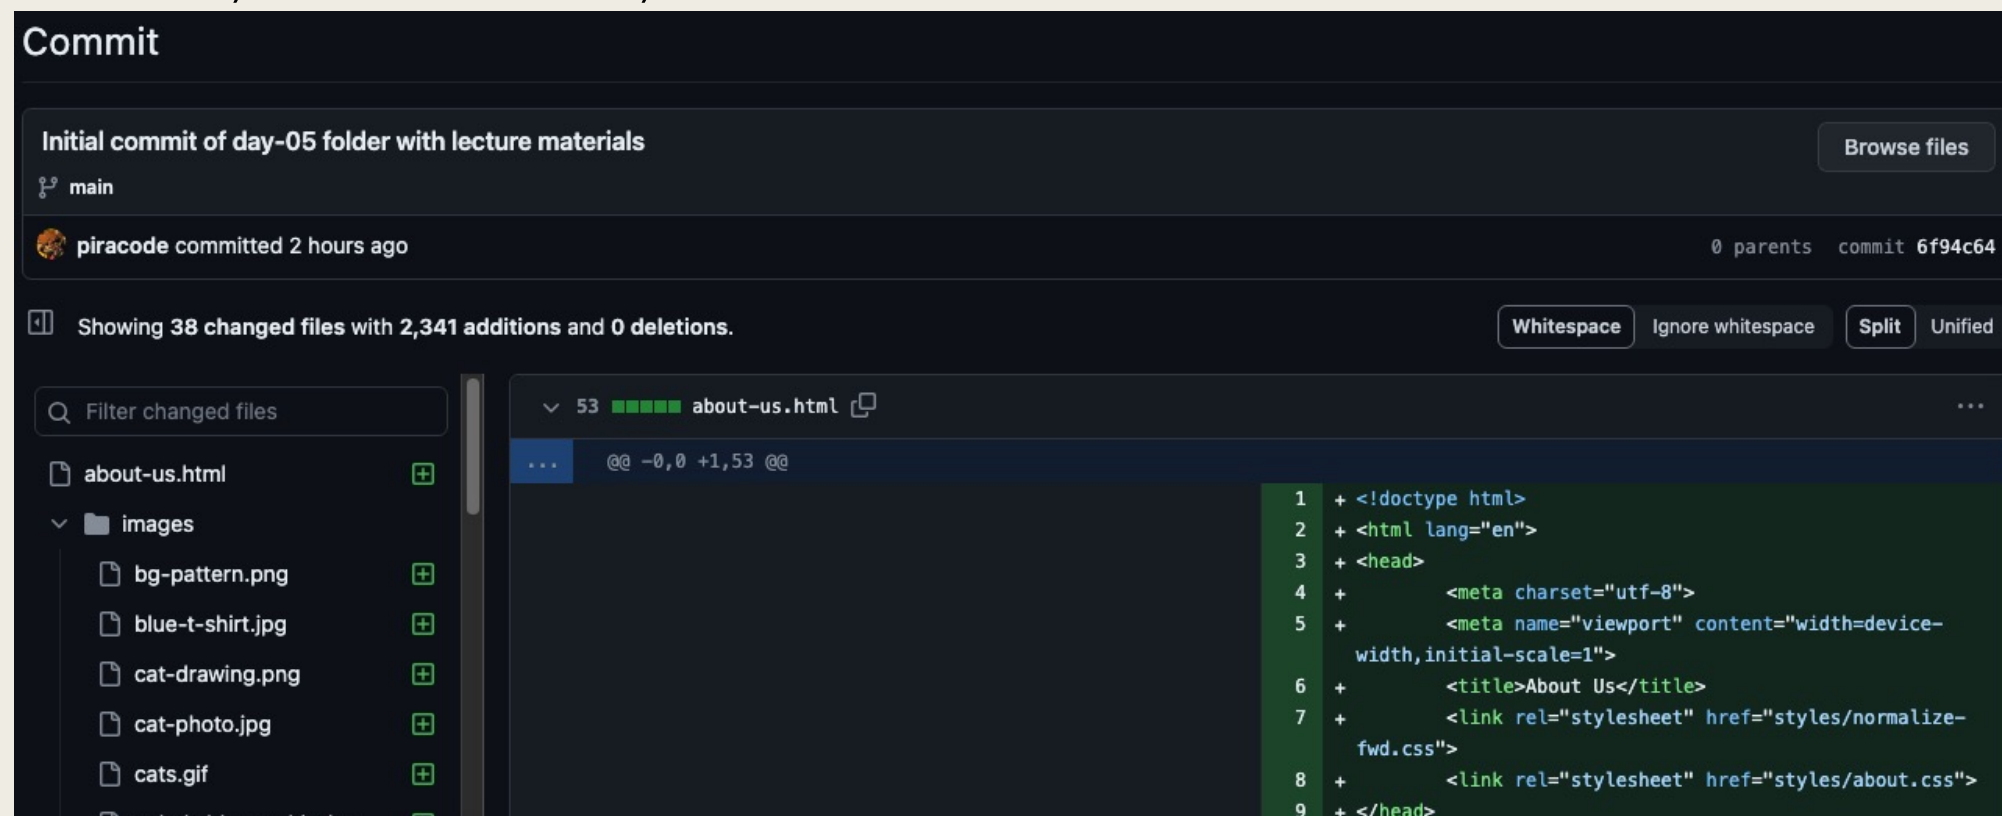 Commit
Initial commit of day-05 folder with lecture materials
Browse files
main
piracode committed 2 hours ago
0 parents commit 6f94c64
Showing 38 changed files with 2,341 additions and 0 deletions.
Whitespace Ignore whitespace Split Unified
Filter changed files
about-us.html
images
bg-pattern.png
blue-t-shirt.jpg
cat-drawing.png
cat-photo.jpg
cats.gif
53 about-us.html
... @@ -0,0 +1,53 @@
1 + <!doctype html>
2 + <html lang="en">
3 + <head>
4 + <meta charset="utf-8">
5 + <meta name="viewport" content="width=device-
width,initial-scale=1">
6 + <title>About Us</title>
7 + <link rel="stylesheet" href="styles/normalize-
fwd.css">
8 + <link rel="stylesheet" href="styles/about.css">
9 + </head>